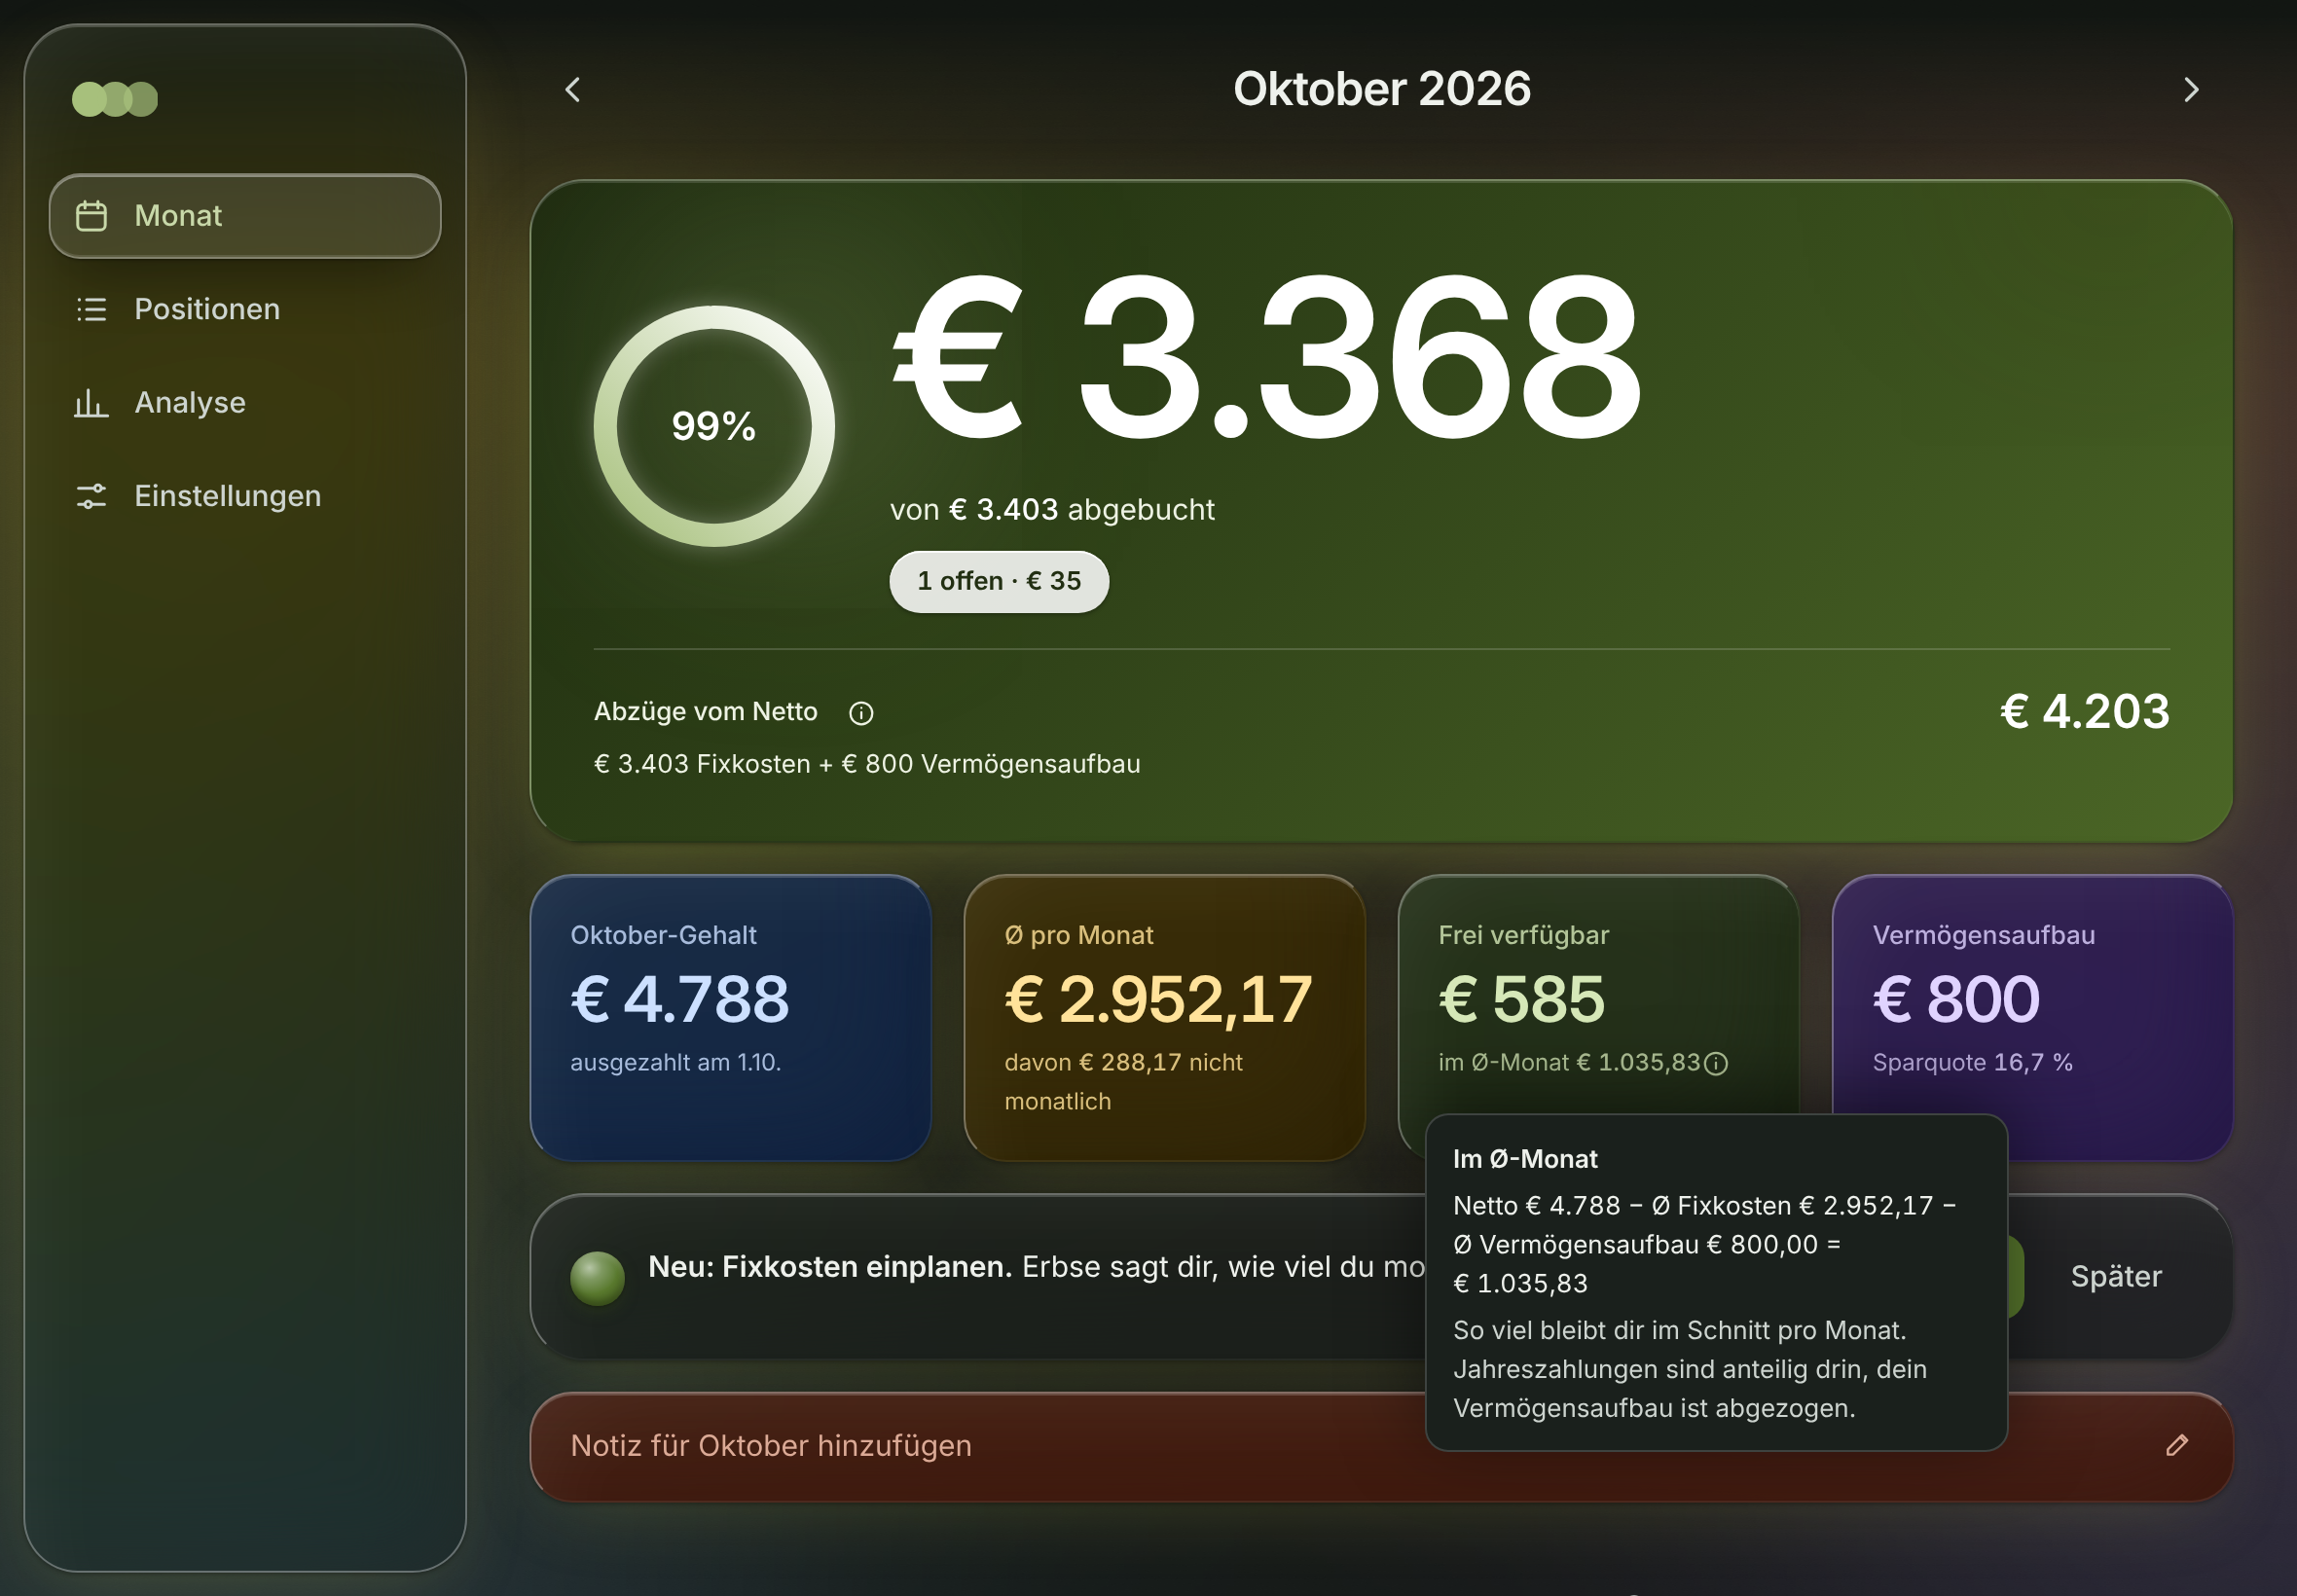 Oktober 2026
Monat
Positionen
Analyse
Einstellungen
99%
€ 3.368
von € 3.403 abgebucht
1 offen · € 35
Abzüge vom Netto
€ 4.203
€ 3.403 Fixkosten + € 800 Vermögensaufbau
Oktober-Gehalt
€ 4.788
ausgezahlt am 1.10.
Ø pro Monat
€ 2.952,17
davon € 288,17 nicht
monatlich
Frei verfügbar
€ 585
im Ø-Monat € 1.035,83
Vermögensaufbau
€ 800
Sparquote 16,7 %
Im Ø-Monat
Netto € 4.788 − Ø Fixkosten € 2.952,17 −
Ø Vermögensaufbau € 800,00 =
€ 1.035,83
So viel bleibt dir im Schnitt pro Monat.
Jahreszahlungen sind anteilig drin, dein
Vermögensaufbau ist abgezogen.
Neu: Fixkosten einplanen. Erbse sagt dir, wie viel du
Später
Notiz für Oktober hinzufügen